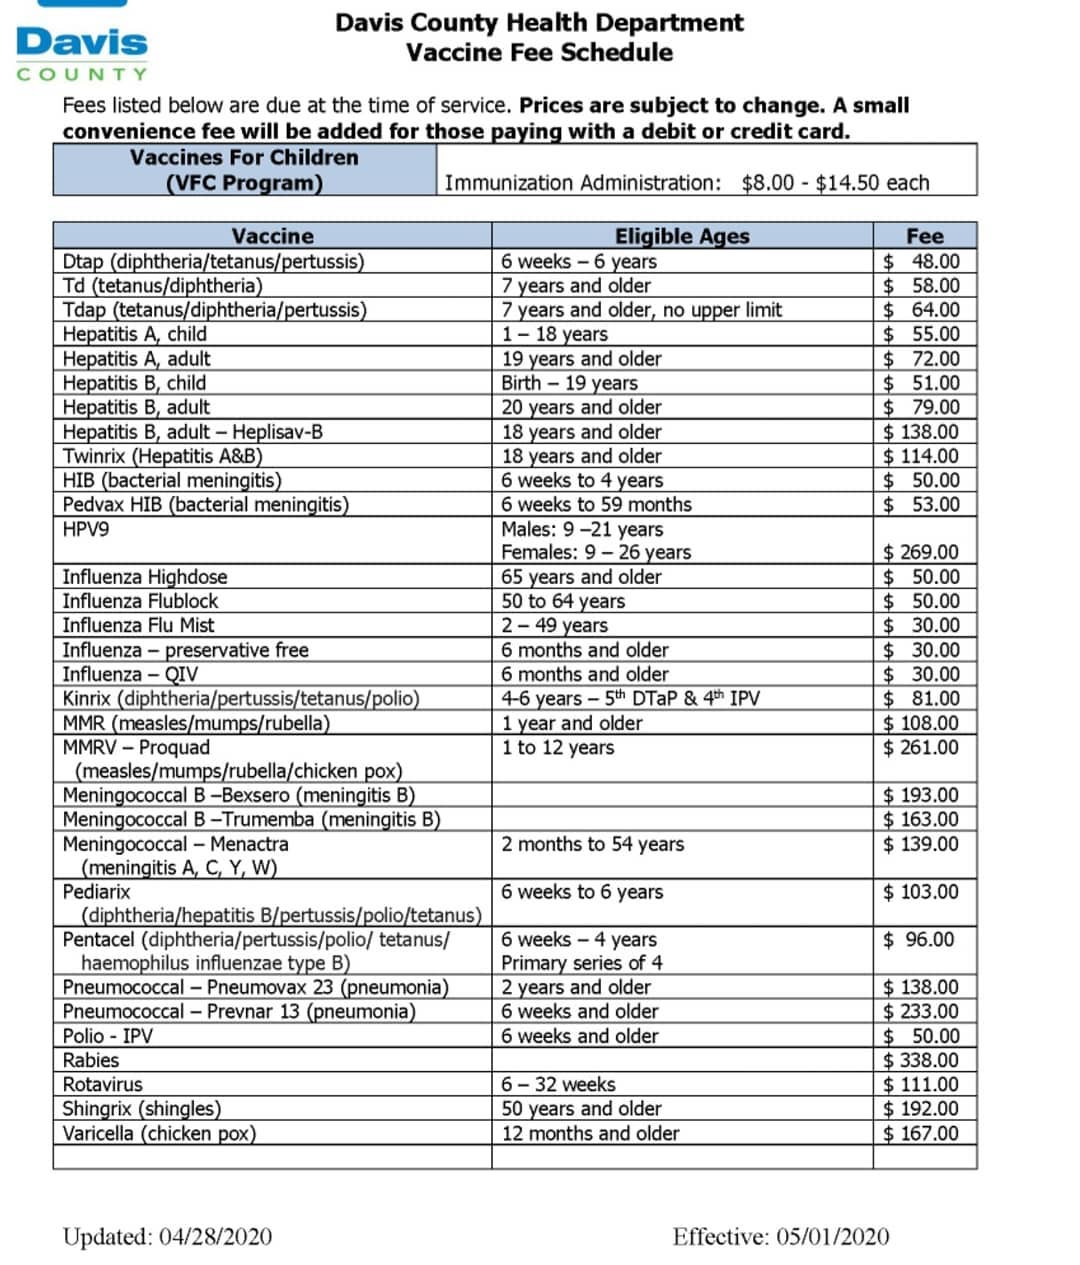 Davis
COUNTY
Davis County Health Department
Vaccine Fee Schedule
Fees listed below are due at the time of service. Prices are subject to change. A small
convenience fee will be added for those paying with a debit or credit card.
Vaccines For Children
(VFC Program)
Immunization Administration: $8.00 - $14.50 each
Vaccine Eligible Ages Fee
Dtap (diphtheria/tetanus/pertussis) 6 weeks – 6 years $ 48.00
Td (tetanus/diphtheria) 7 years and older $ 58.00
Tdap (tetanus/diphtheria/pertussis) 7 years and older, no upper limit $ 64.00
Hepatitis A, child 1 – 18 years $ 55.00
Hepatitis A, adult 19 years and older $ 72.00
Hepatitis B, child Birth – 19 years $ 51.00
Hepatitis B, adult 20 years and older $ 79.00
Hepatitis B, adult – Heplisav-B 18 years and older $ 138.00
Twinrix (Hepatitis A&B) 18 years and older $ 114.00
HIB (bacterial meningitis) 6 weeks to 4 years $ 50.00
Pedvax HIB (bacterial meningitis) 6 weeks to 59 months $ 53.00
HPV9 Males: 9 –21 years
Females: 9 – 26 years $ 269.00
Influenza Highdose 65 years and older $ 50.00
Influenza Flublock 50 to 64 years $ 50.00
Influenza Flu Mist 2 – 49 years $ 30.00
Influenza – preservative free 6 months and older $ 30.00
Influenza – QIV 6 months and older $ 30.00
Kinrix (diphtheria/pertussis/tetanus/polio) 4-6 years – 5th DTaP & 4th IPV $ 81.00
MMR (measles/mumps/rubella) 1 year and older $ 108.00
MMRV – Proquad 1 to 12 years $ 261.00
(measles/mumps/rubella/chicken pox)
Meningococcal B –Bexsero (meningitis B) $ 193.00
Meningococcal B –Trumemba (meningitis B) $ 163.00
Meningococcal – Menactra 2 months to 54 years $ 139.00
(meningitis A, C, Y, W)
Pediarix 6 weeks to 6 years $ 103.00
(diphtheria/hepatitis B/pertussis/polio/tetanus)
Pentacel (diphtheria/pertussis/polio/ tetanus/ 6 weeks – 4 years $ 96.00
haemophilus influenzae type B) Primary series of 4
Pneumococcal – Pneumovax 23 (pneumonia) 2 years and older $ 138.00
Pneumococcal – Prevnar 13 (pneumonia) 6 weeks and older $ 233.00
Polio - IPV 6 weeks and older $ 50.00
Rabies $ 338.00
Rotavirus 6 – 32 weeks $ 111.00
Shingrix (shingles) 50 years and older $ 192.00
Varicella (chicken pox) 12 months and older $ 167.00
Updated: 04/28/2020 Effective: 05/01/2020